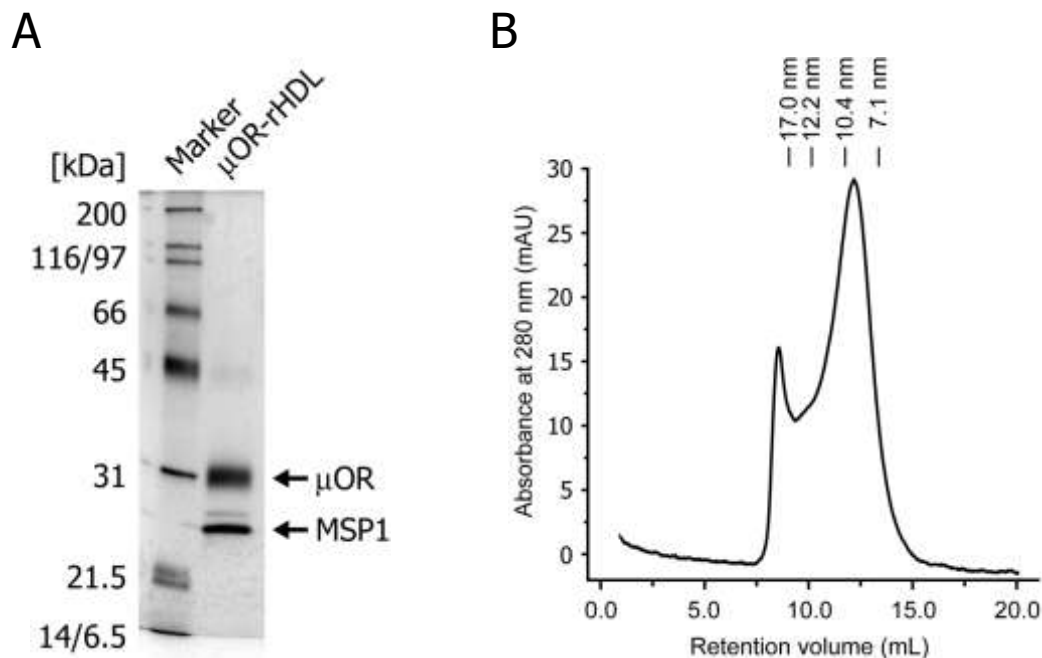 A
[kDa]
Marker
μOR-rHDL
200
116/97
66
45
31
21.5
14/6.5
μOR
MSP1
B
17.0 nm
12.2 nm
10.4 nm
7.1 nm
Absorbance at 280 nm (mAU)
30
25
20
15
10
5
0
0.0 5.0 10.0 15.0 20.0
Retention volume (mL)